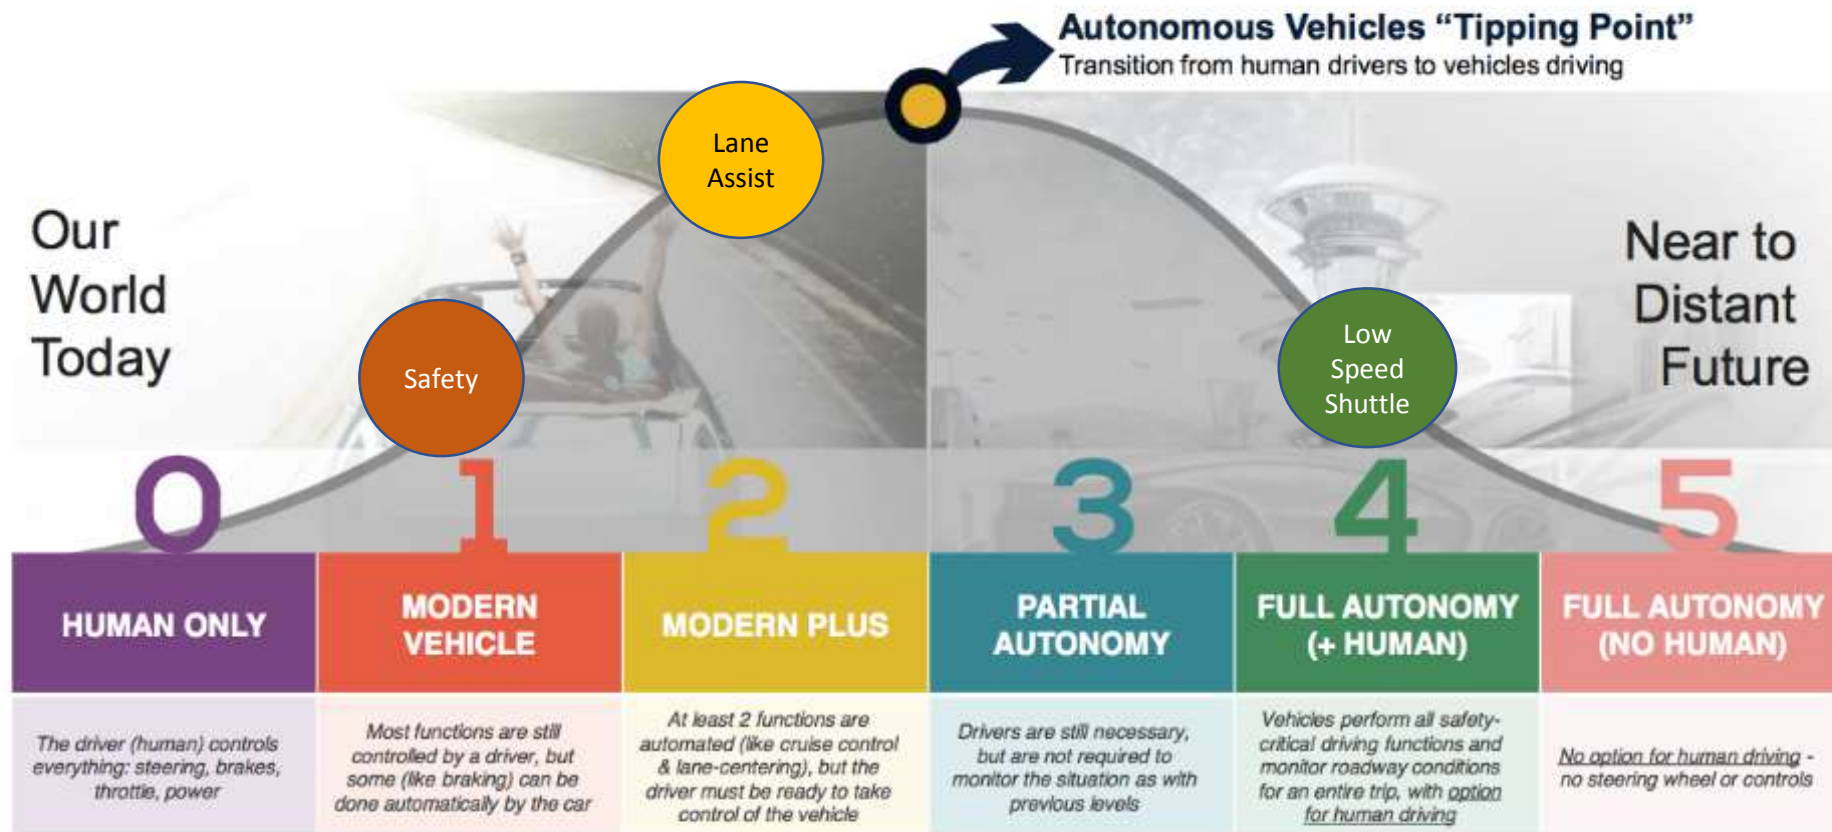 Autonomous Vehicles “Tipping Point”
Transition from human drivers to vehicles driving
Our
World
Today
Safety
Lane
Assist
Low
Speed
Shuttle
Near to
Distant
Future
0
1
2
3
4
5
HUMAN ONLY
MODERN
VEHICLE
MODERN PLUS
PARTIAL
AUTONOMY
FULL AUTONOMY
(+ HUMAN)
FULL AUTONOMY
(NO HUMAN)
The driver (human) controls
everything: steering, brakes,
throttle, power
Most functions are still
controlled by a driver, but
some (like braking) can be
done automatically by the car
At least 2 functions are
automated (like cruise control
& lane-centering), but the
driver must be ready to take
control of the vehicle
Drivers are still necessary,
but are not required to
monitor the situation as with
previous levels
Vehicles perform all safety-
critical driving functions and
monitor roadway conditions
for an entire trip, with option
for human driving
No option for human driving -
no steering wheel or controls